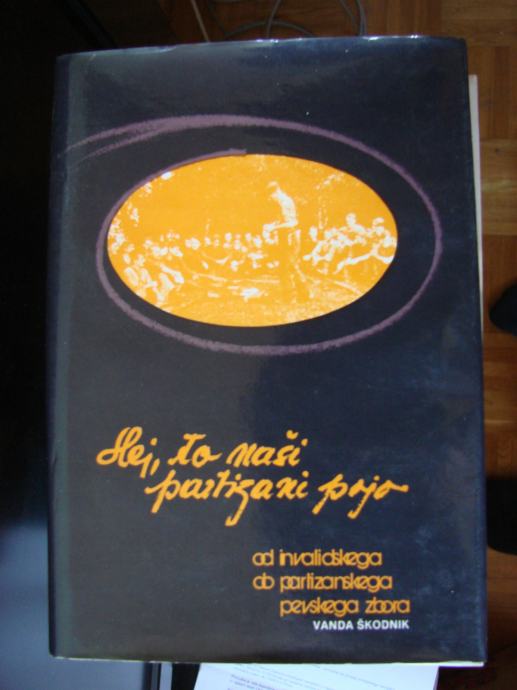 Hej, to naši
partizani pojo
od invalidskega
do partizanskega
pevskega zbora
VANDA ŠKODNIK